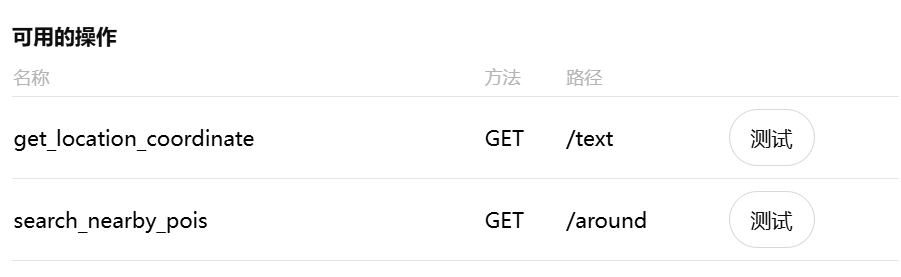 可用的操作
名称 方法 路径
get_location_coordinate GET /text 测试
search_nearby_pois GET /around 测试